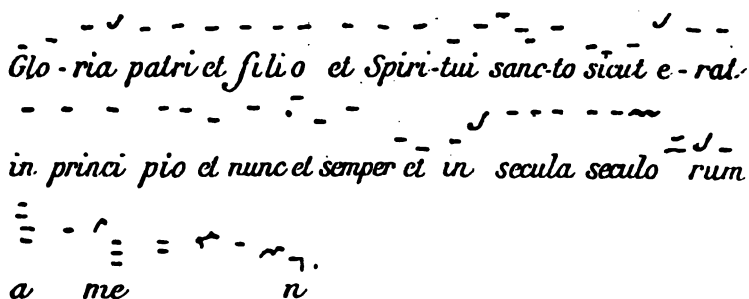 Glo - ria patri et filio et Spiri-tui sanc-to sicut e - rat.
in princi pio et nunc et semper et in secula seculo rum
a me n